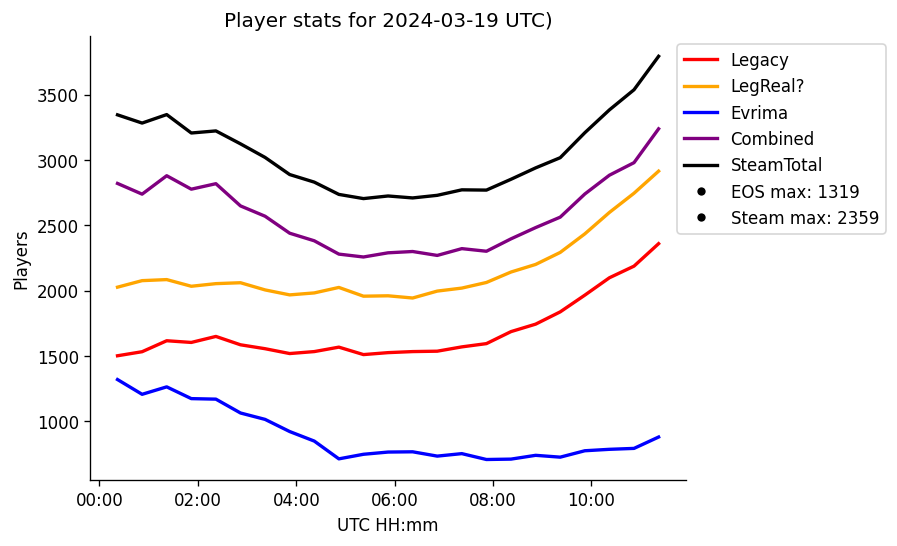 Player stats for 2024-03-19 UTC)
Legacy
LegReal?
Evrima
Combined
SteamTotal
EOS max: 1319
Steam max: 2359
Players
3500
3000
2500
2000
1500
1000
00:00 02:00 04:00 06:00 08:00 10:00
UTC HH:mm